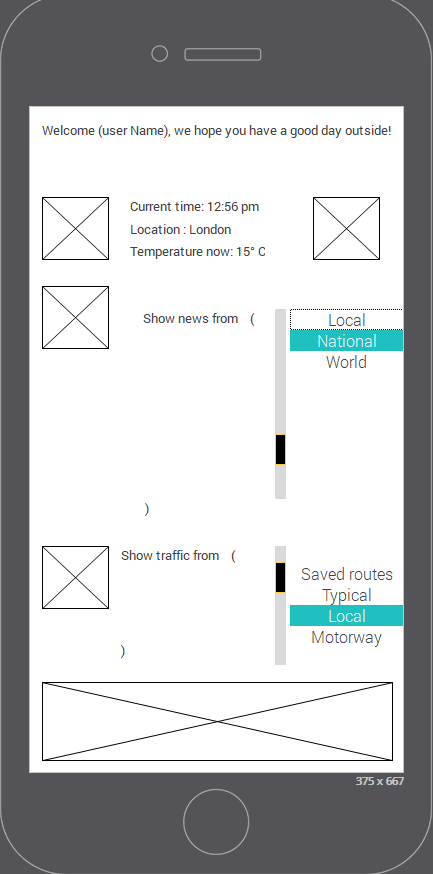 Welcome (user Name), we hope you have a good day outside!
Current time: 12:56 pm
Location : London
Temperature now: 15° C
Show news from (
Local
National
World
)
Show traffic from (
Saved routes
Typical
Local
Motorway
)
375 x 667